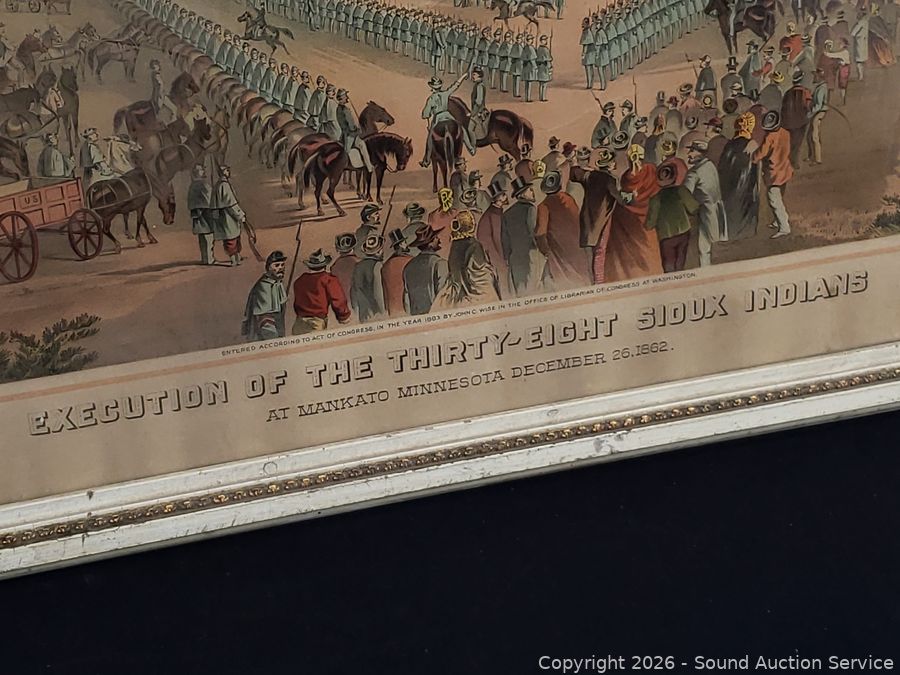 US
ENTERED ACCORDING TO ACT OF CONGRESS, IN THE YEAR 1883 BY JOHN C. WISE IN THE OFFICE OF LIBRARIAN OF CONGRESS AT WASHINGTON.
EXECUTION OF THE THIRTY-EIGHT SIOUX INDIANS
AT MANKATO MINNESOTA DECEMBER 26, 1862.
Copyright © 2026 - Sound Auction Service